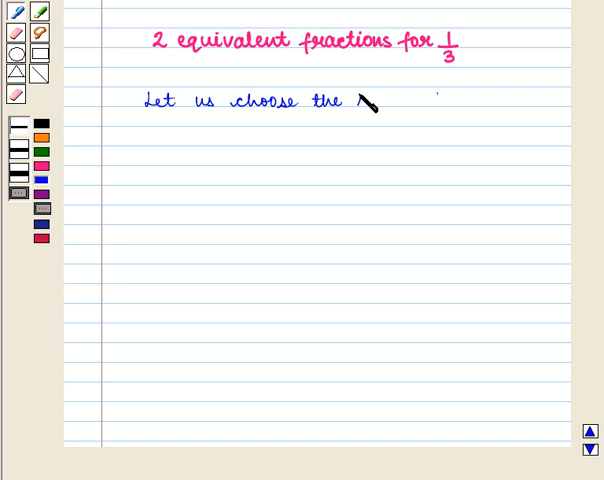 2 equivalent fractions for 1/3
Let us choose the